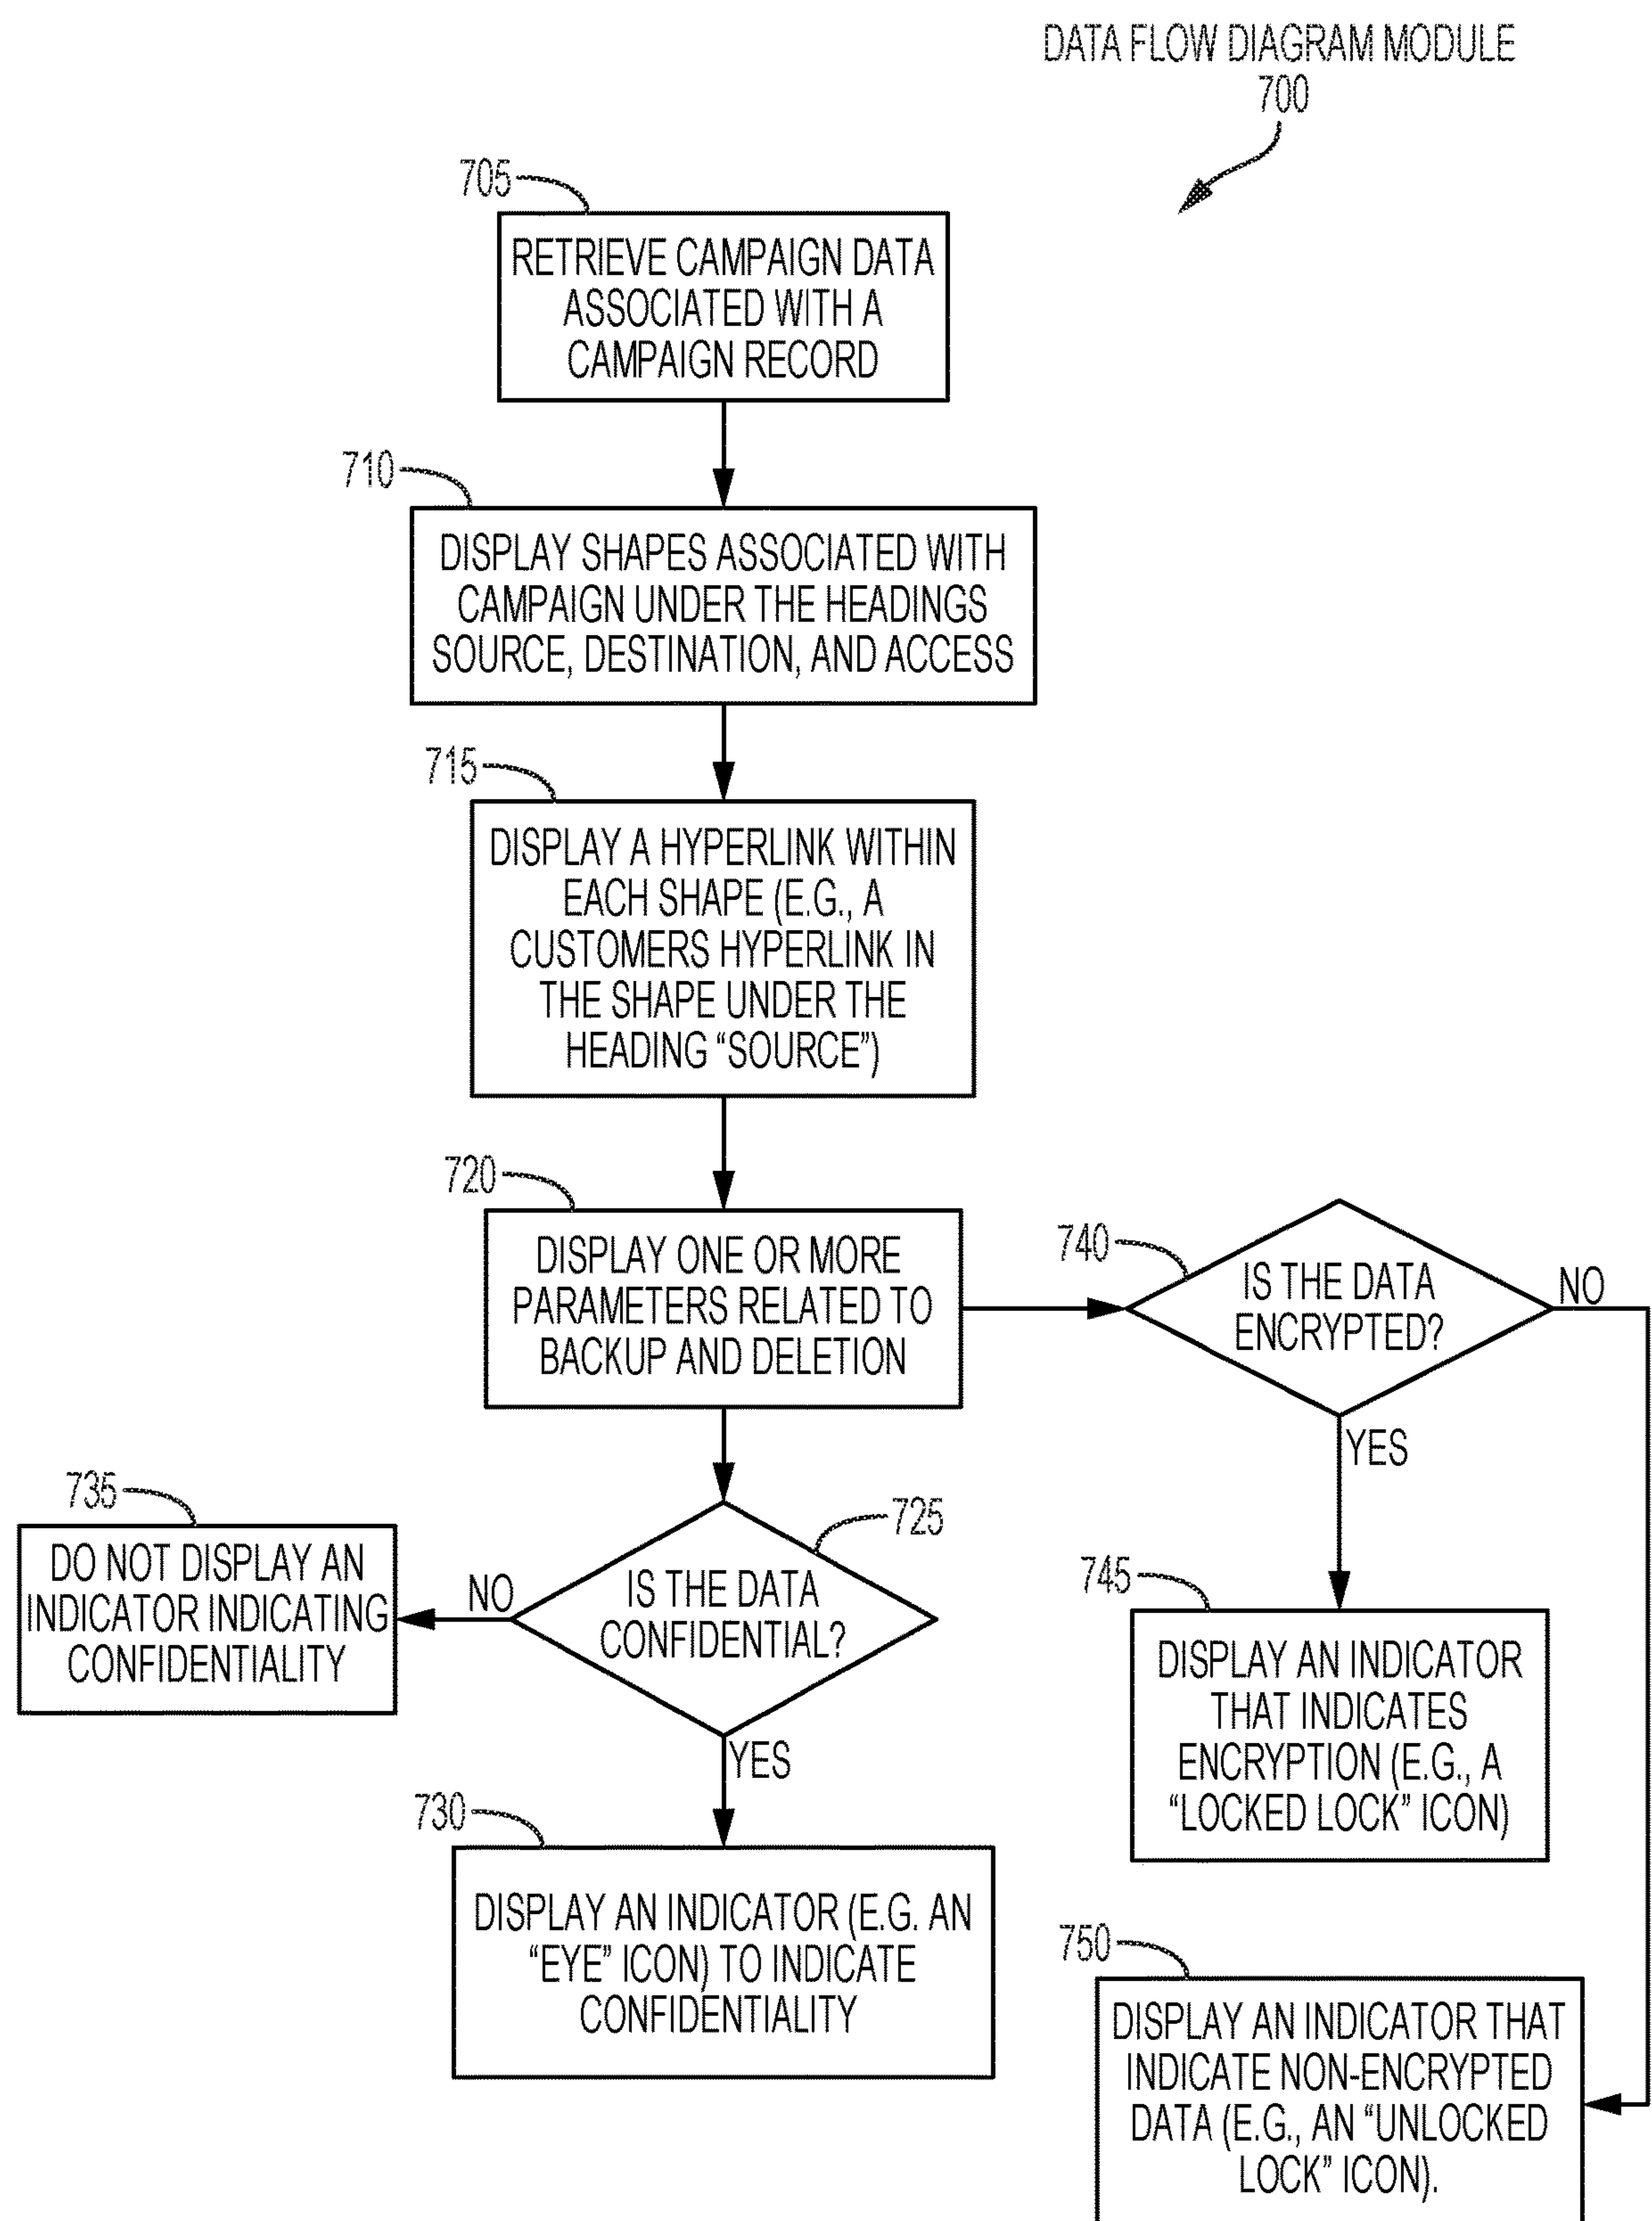 DATA FLOW DIAGRAM MODULE
700
705
RETRIEVE CAMPAIGN DATA
ASSOCIATED WITH A
CAMPAIGN RECORD
710
DISPLAY SHAPES ASSOCIATED WITH
CAMPAIGN UNDER THE HEADINGS
SOURCE, DESTINATION, AND ACCESS
715
DISPLAY A HYPERLINK WITHIN
EACH SHAPE (E.G., A
CUSTOMERS HYPERLINK IN
THE SHAPE UNDER THE
HEADING “SOURCE”)
720
DISPLAY ONE OR MORE
PARAMETERS RELATED TO
BACKUP AND DELETION
740
IS THE DATA
ENCRYPTED?
NO
YES
735
DO NOT DISPLAY AN
INDICATOR INDICATING
CONFIDENTIALITY
NO
725
IS THE DATA
CONFIDENTIAL?
YES
745
DISPLAY AN INDICATOR
THAT INDICATES
ENCRYPTION (E.G., A
“LOCKED LOCK” ICON)
730
DISPLAY AN INDICATOR (E.G. AN
“EYE” ICON) TO INDICATE
CONFIDENTIALITY
750
DISPLAY AN INDICATOR THAT
INDICATE NON-ENCRYPTED
DATA (E.G., AN “UNLOCKED
LOCK” ICON).